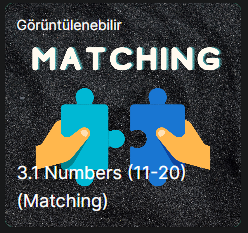 Görüntülenebilir
MATCHING
3.1 Numbers (11-20)
(Matching)